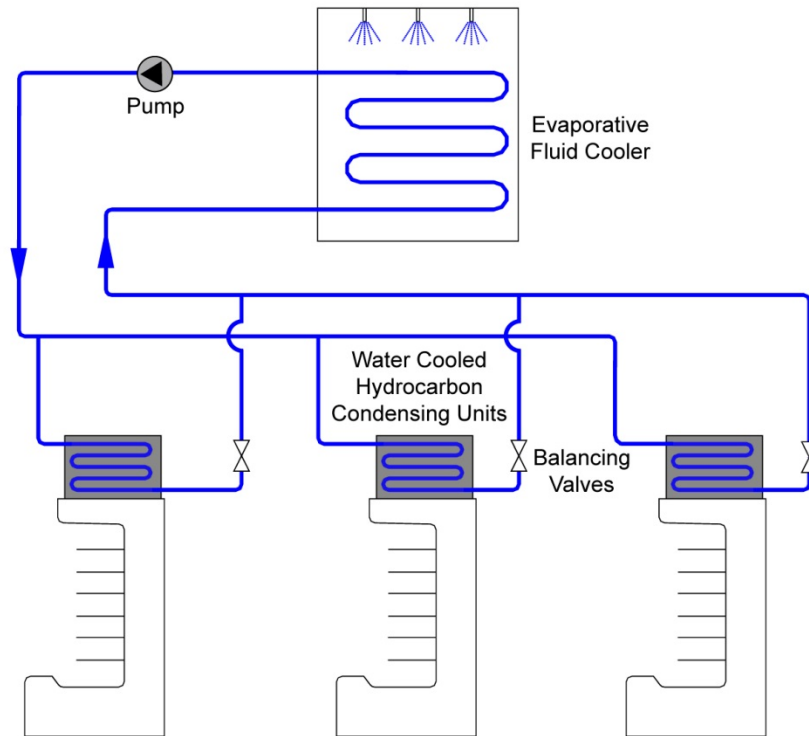 Pump
Evaporative
Fluid Cooler
Water Cooled
Hydrocarbon
Condensing Units
Balancing
Valves